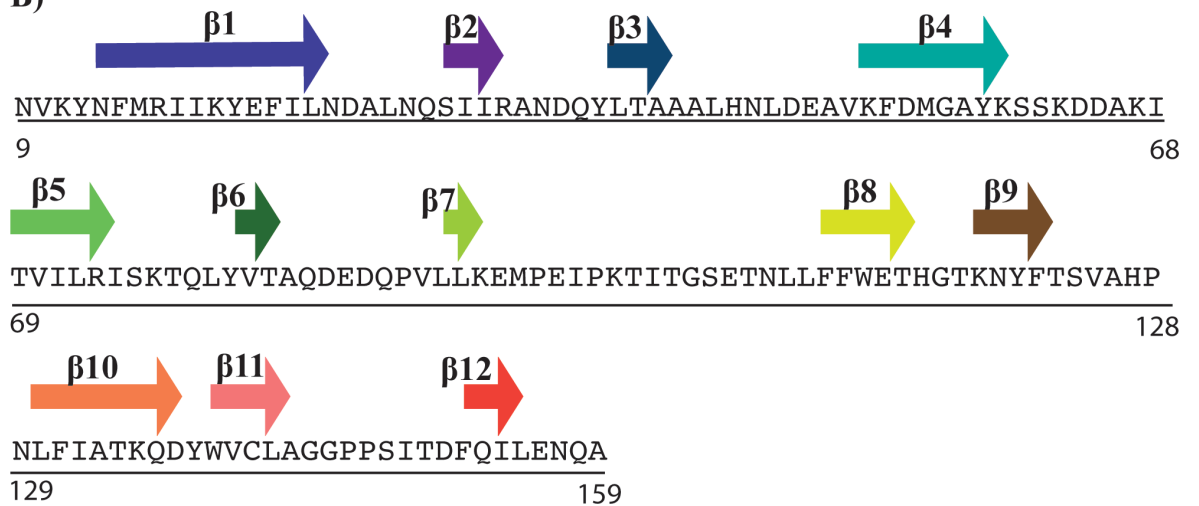 B)
β1 β2 β3 β4
NVKYNFMRIIKYEFILNDALNQSIIRANDQYLTAAALHNLDEAVKFDMGAYKSSKDDAKI
9 68
β5 β6 β7 β8 β9
TVILRISKTQLYVTAQDEDQPVLLKEMPEIPKTITGSETNLLFFWETHGTKNYFTSVAHP
69 128
β10 β11 β12
NLFIATKQDYWVCLAGGPPSITDFQILENQA
129 159